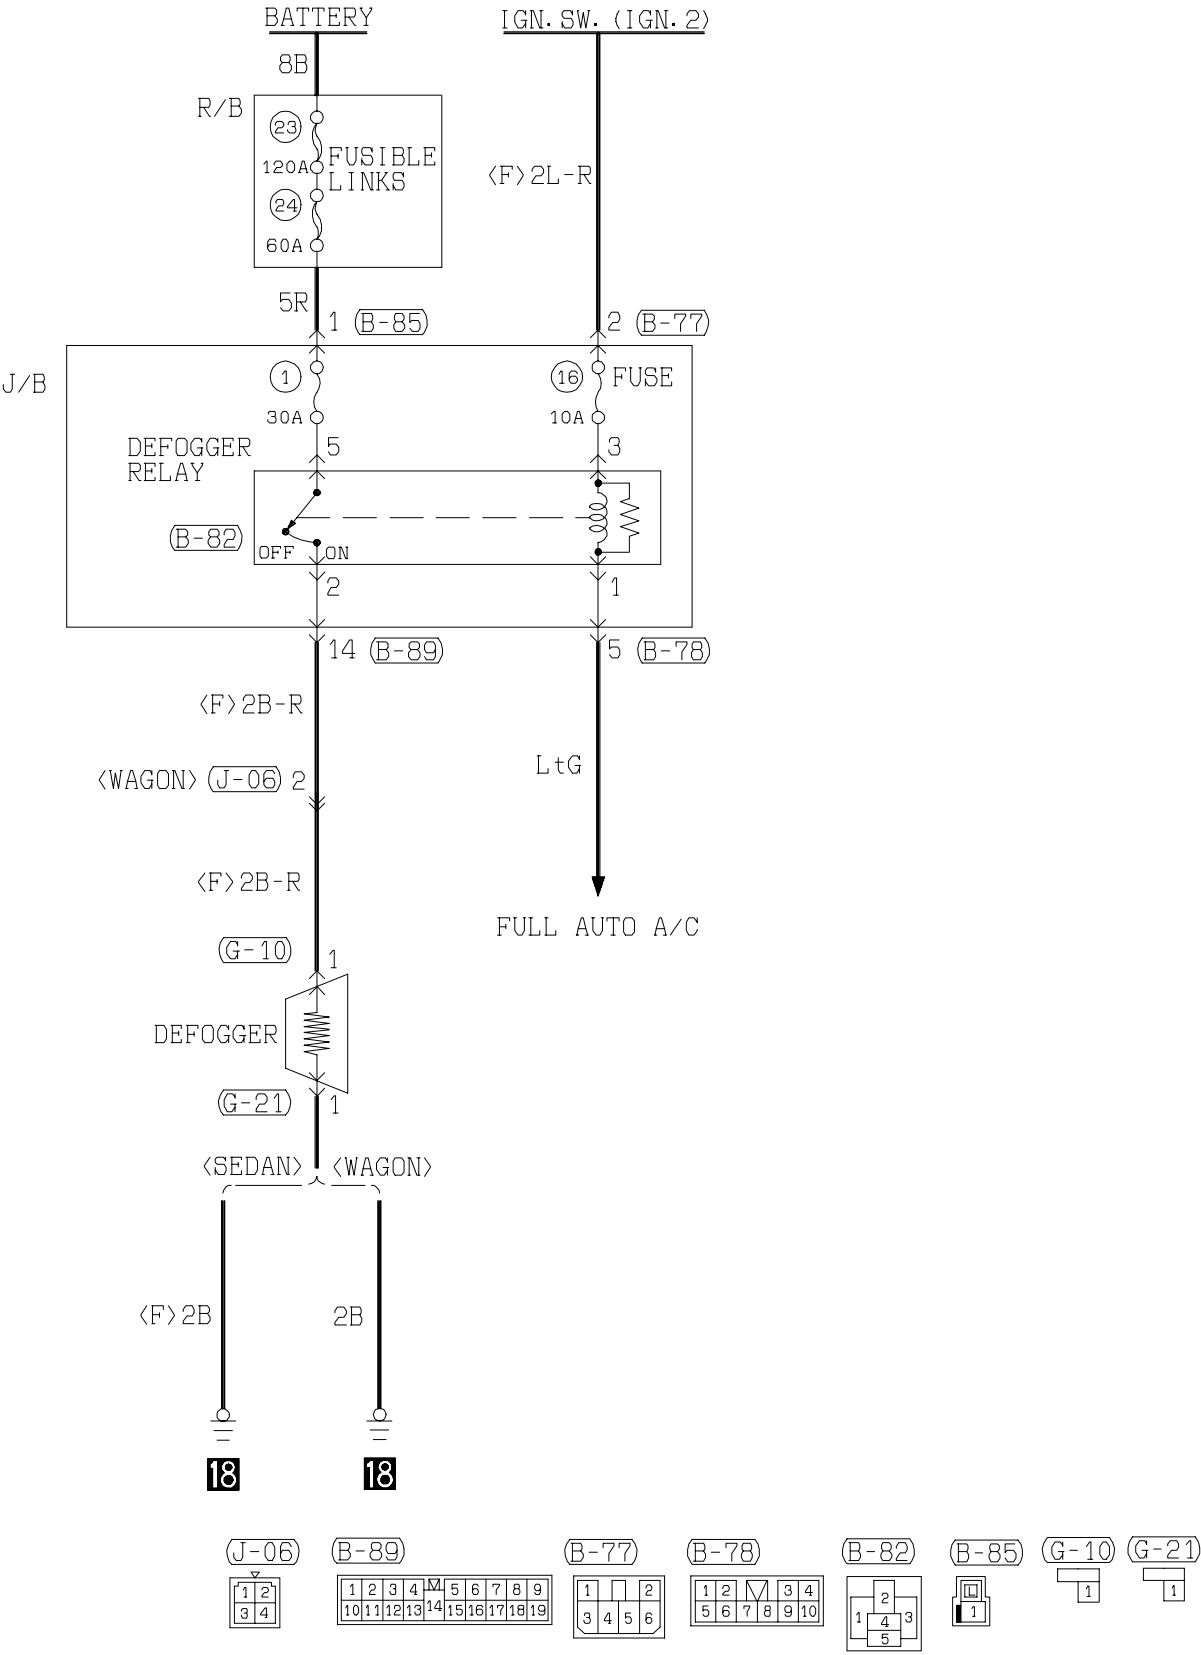 BATTERY
IGN.SW.(IGN.2)
8B
R/B
23
120A
FUSIBLE
LINKS
24
60A
〈F〉2L-R
5R
1 (B-85)
2 (B-77)
J/B
1
30A
16
FUSE
10A
DEFOGGER
RELAY
5
3
(B-82)
OFF
ON
2
1
14 (B-89)
5 (B-78)
〈F〉2B-R
〈WAGON〉 (J-06) 2
LtG
〈F〉2B-R
FULL AUTO A/C
(G-10) 1
DEFOGGER
(G-21) 1
〈SEDAN〉 〈WAGON〉
〈F〉2B
2B
18
18
(J-06)
(B-89)
(B-77)
(B-78)
(B-82)
(B-85)
(G-10)
(G-21)
1 2
3 4
1 2 3 4 5 6 7 8 9
10 11 12 13 14 15 16 17 18 19
1 2
3 4 5 6
1 2 3 4
5 6 7 8 9 10
2
1 4 3
5
L
1
1
1